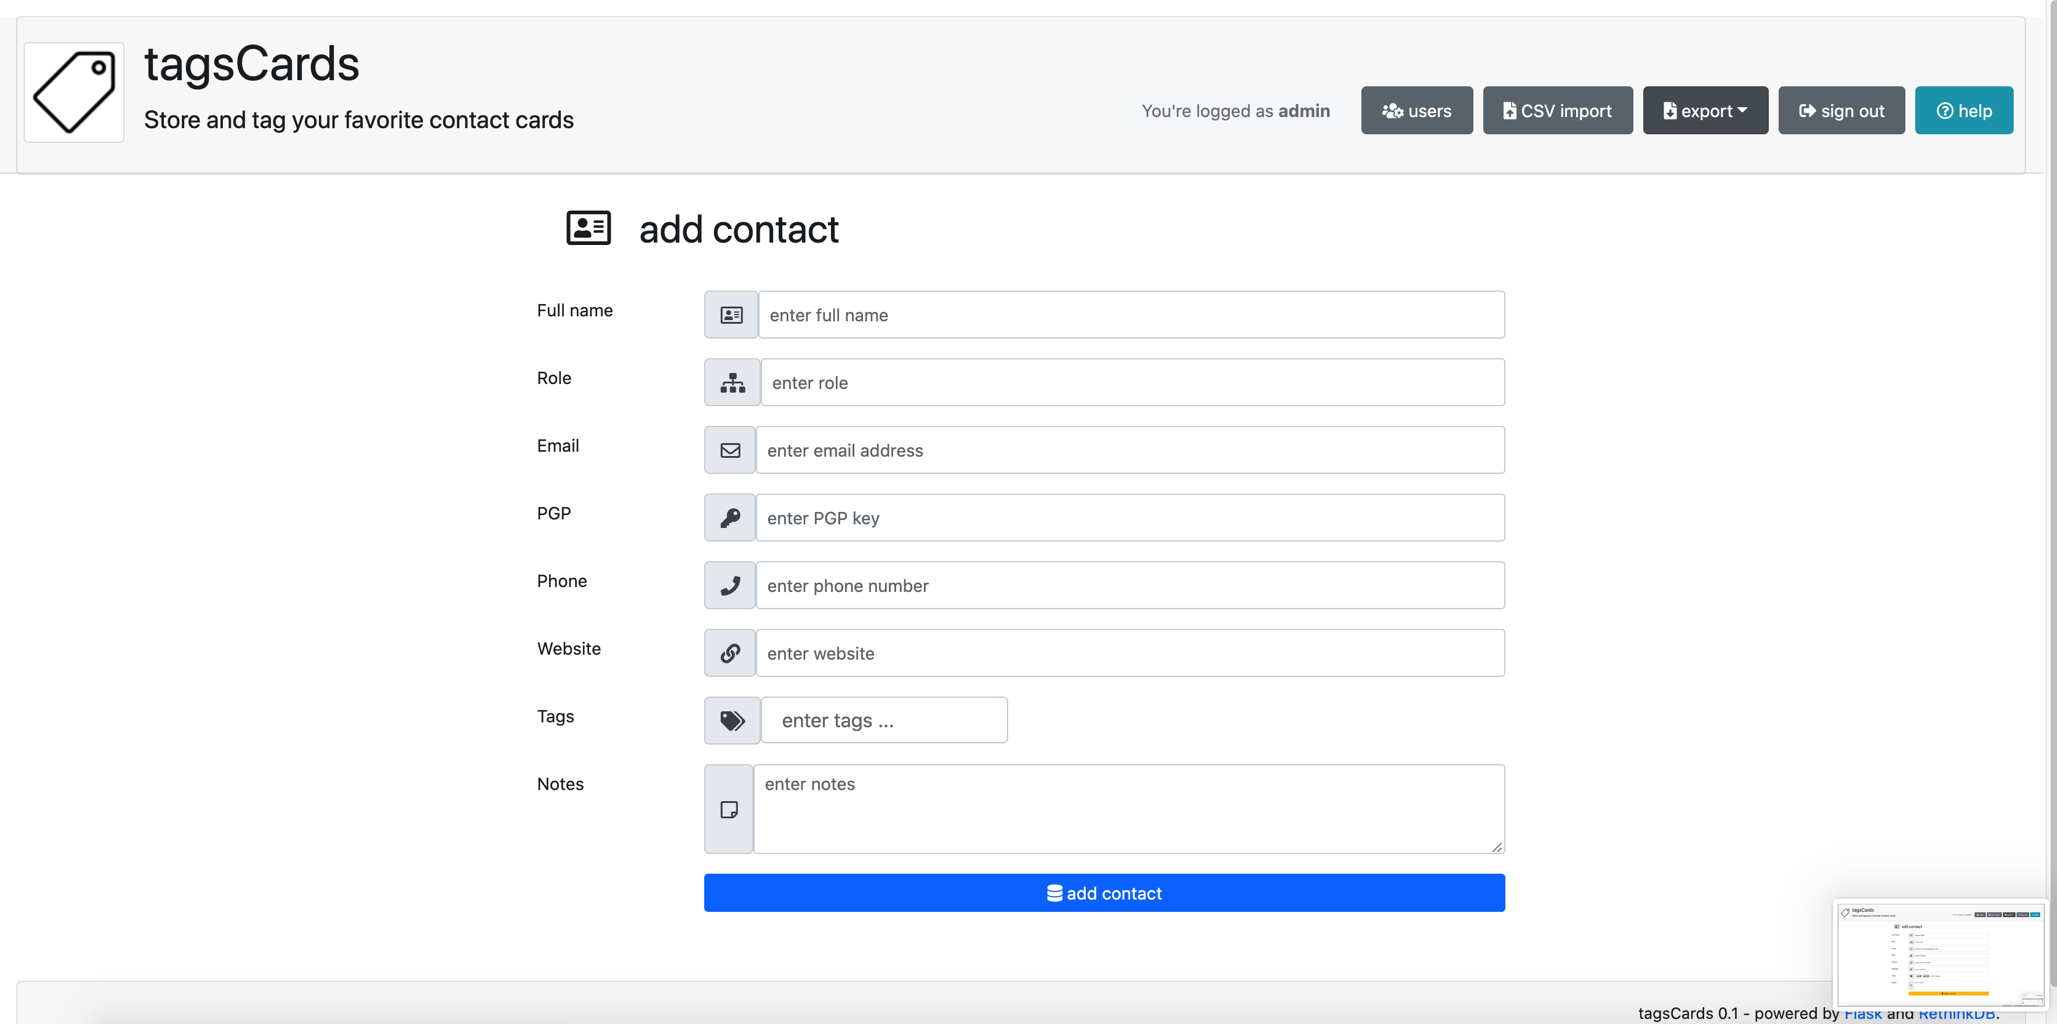 tagsCards
Store and tag your favorite contact cards
You're logged as admin
users
CSV import
export
sign out
help
add contact
Full name
enter full name
Role
enter role
Email
enter email address
PGP
enter PGP key
Phone
enter phone number
Website
enter website
Tags
enter tags ...
Notes
enter notes
add contact
tagsCards
tagsCards 0.1 - powered by Flask and RethinkDB.